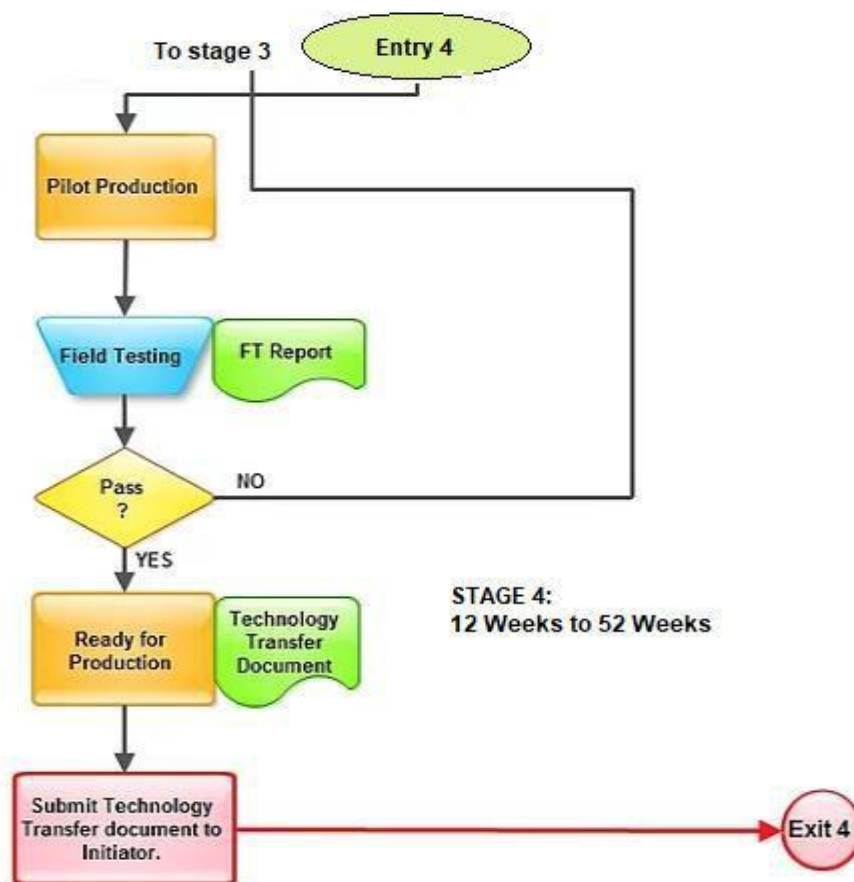 To stage 3
Entry 4
Pilot Production
Field Testing
FT Report
Pass
?
NO
YES
Ready for
Production
Technology
Transfer
Document
STAGE 4:
12 Weeks to 52 Weeks
Submit Technology
Transfer document to
Initiator.
Exit 4